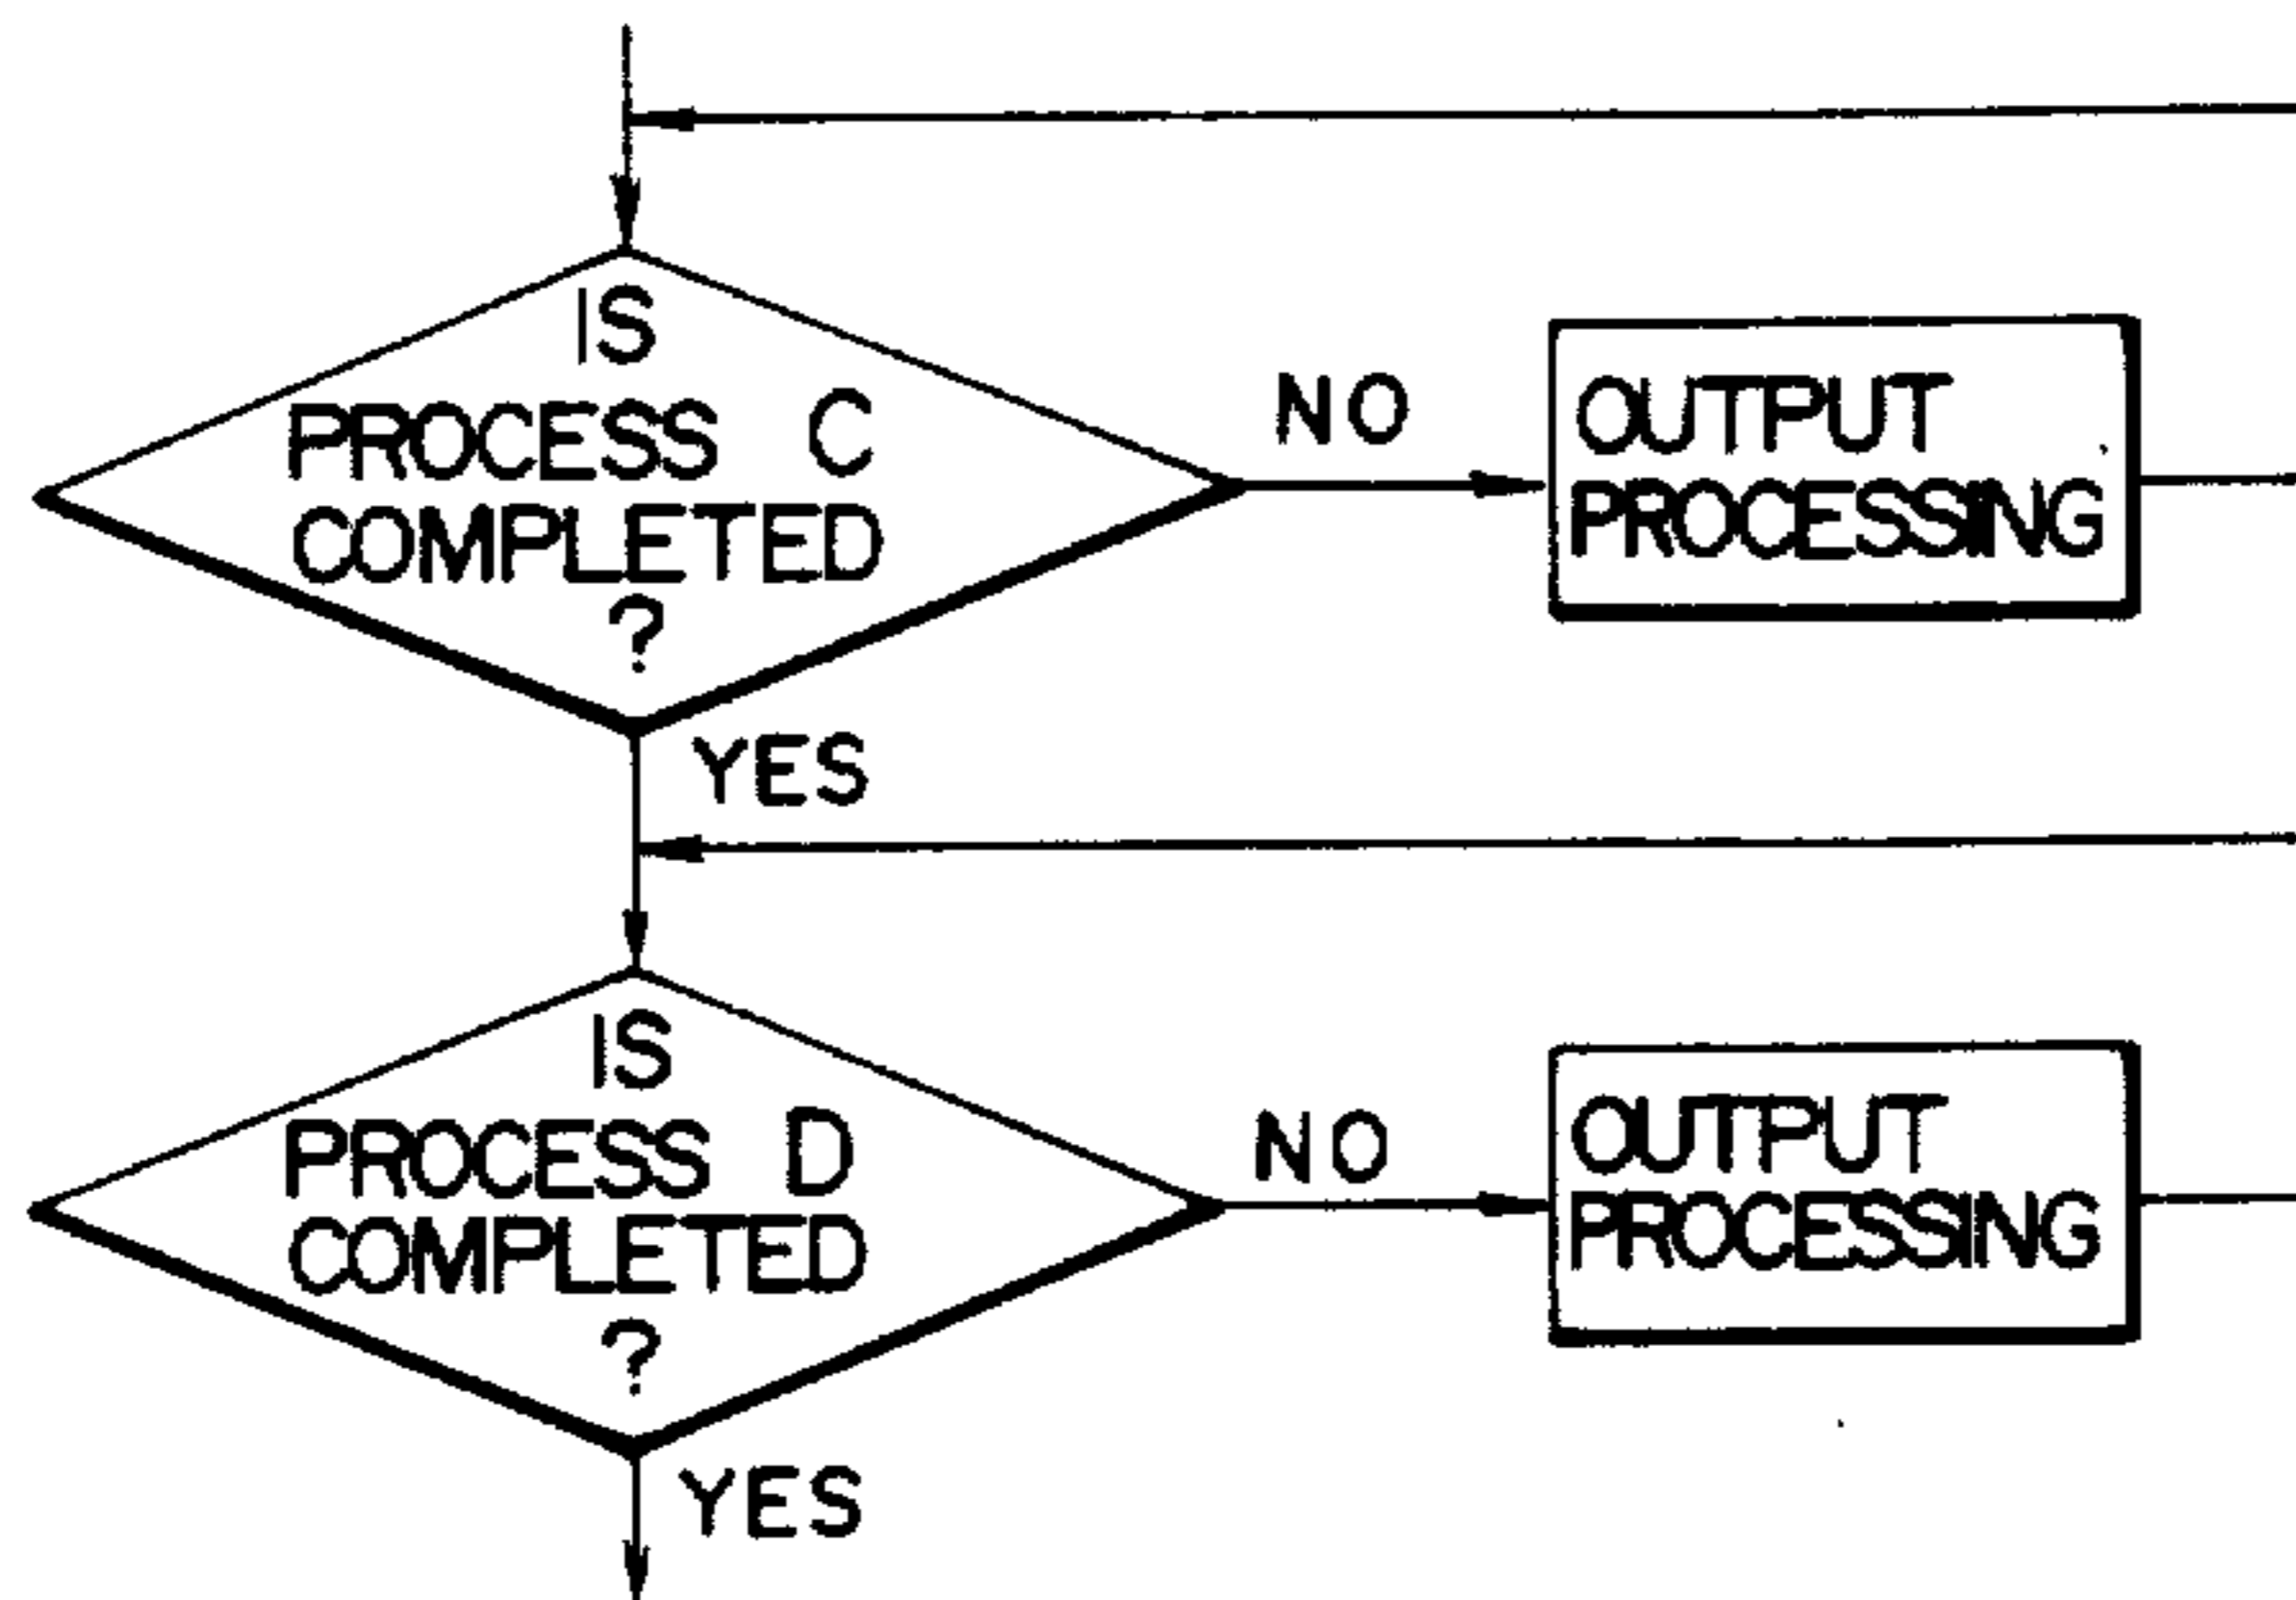 IS
PROCESS C
COMPLETED
?
NO
OUTPUT
PROCESSING
YES
IS
PROCESS D
COMPLETED
?
NO
OUTPUT
PROCESSING
YES